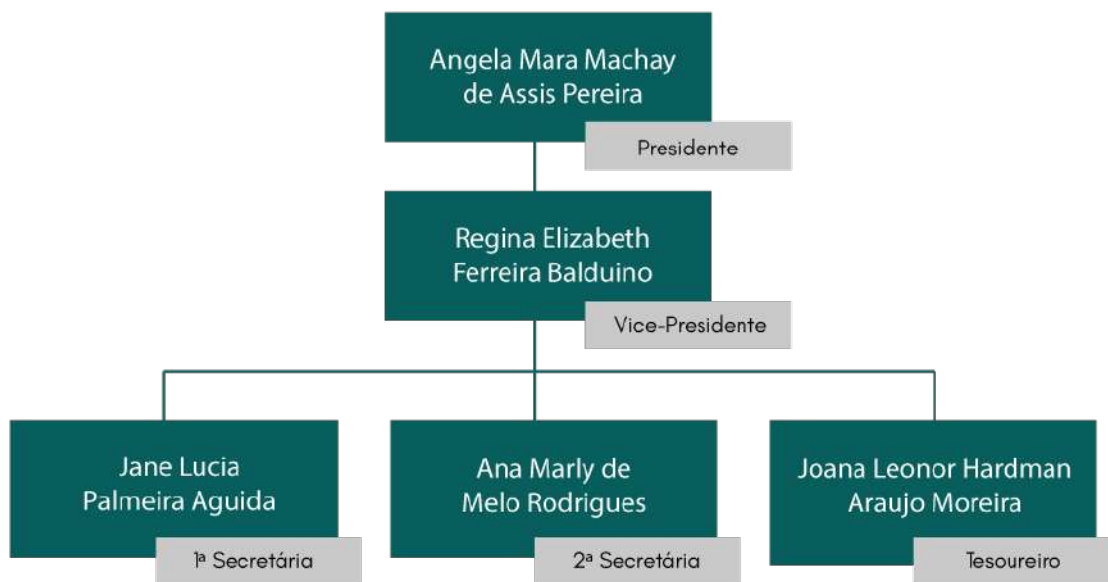 Angela Mara Machay
de Assis Pereira
Presidente
Regina Elizabeth
Ferreira Balduino
Vice-Presidente
Jane Lucia
Palmeira Aguida
1ª Secretária
Ana Marly de
Melo Rodrigues
2ª Secretária
Joana Leonor Hardman
Araujo Moreira
Tesoureiro